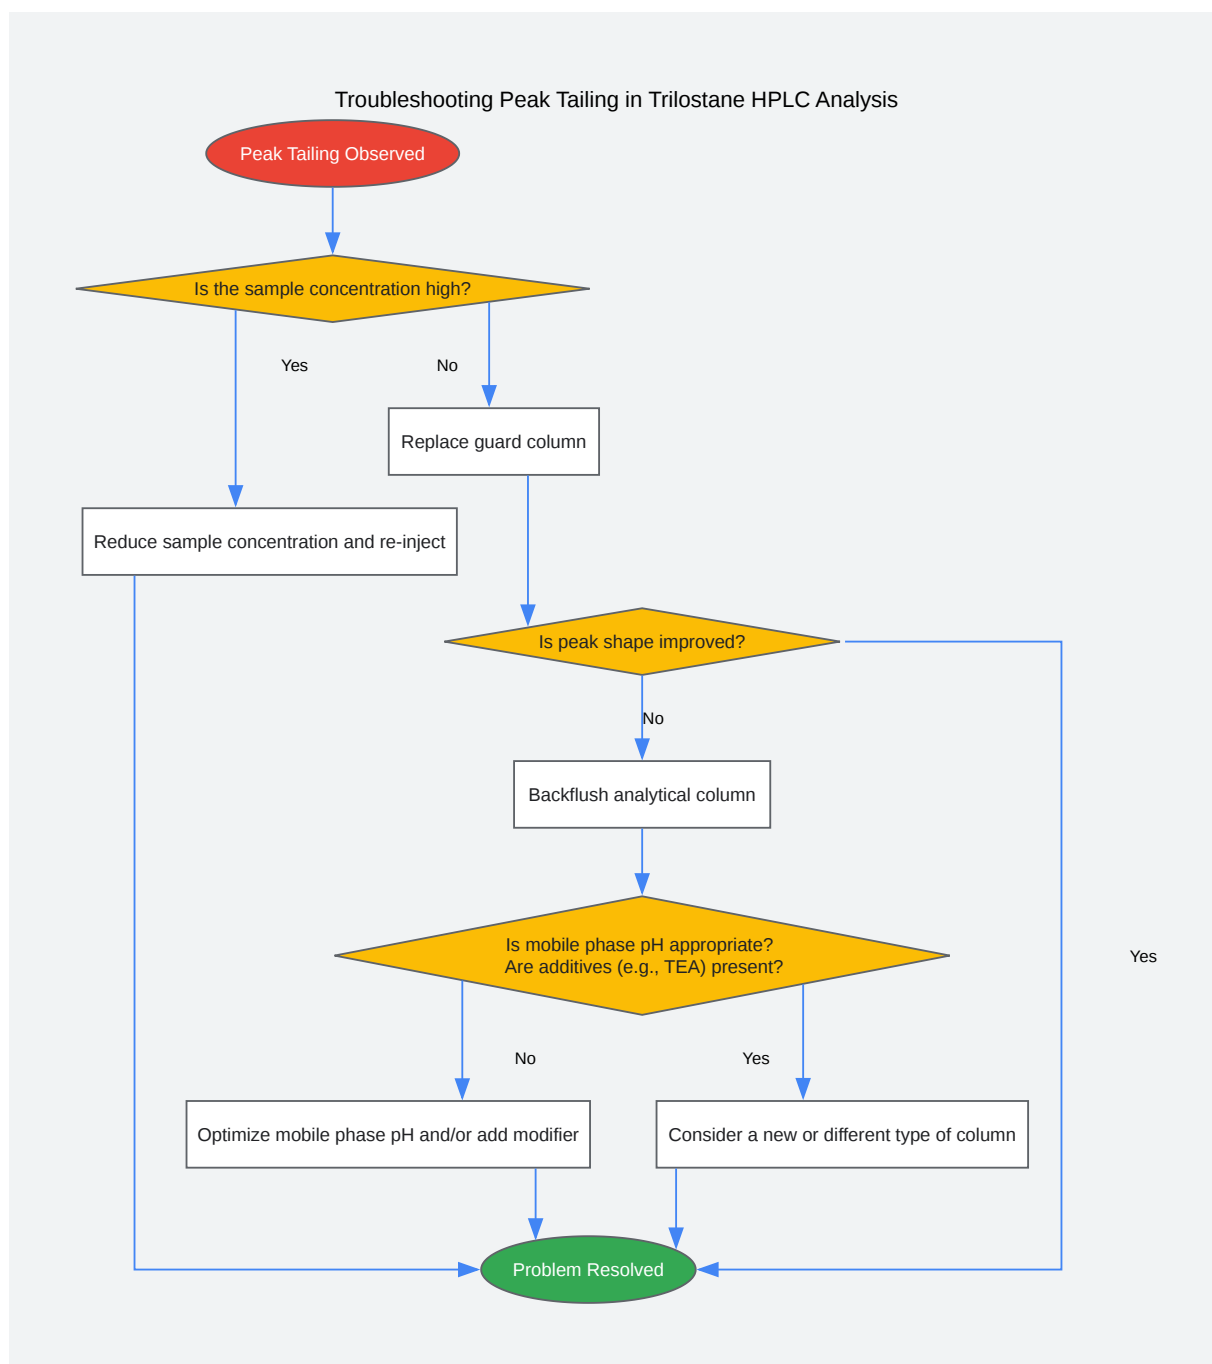 Troubleshooting Peak Tailing in Trilostane HPLC Analysis
Peak Tailing Observed
Is the sample concentration high?
Yes
No
Replace guard column
Reduce sample concentration and re-inject
Is peak shape improved?
No
Backflush analytical column
Is mobile phase pH appropriate?
Are additives (e.g., TEA) present?
Yes
No
Yes
Optimize mobile phase pH and/or add modifier
Consider a new or different type of column
Problem Resolved